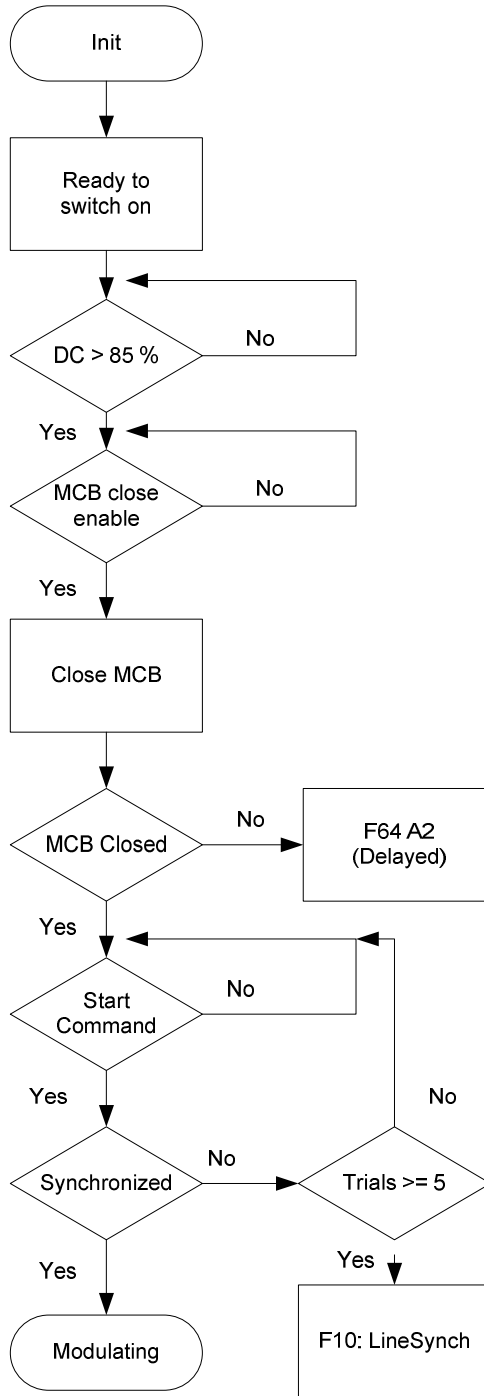 Init
Ready to
switch on
DC > 85 %
No
Yes
MCB close
enable
No
Yes
Close MCB
MCB Closed
No
F64 A2
(Delayed)
Yes
Start
Command
No
Yes
No
Synchronized
No
Trials >= 5
Yes
Yes
Modulating
F10: LineSynch